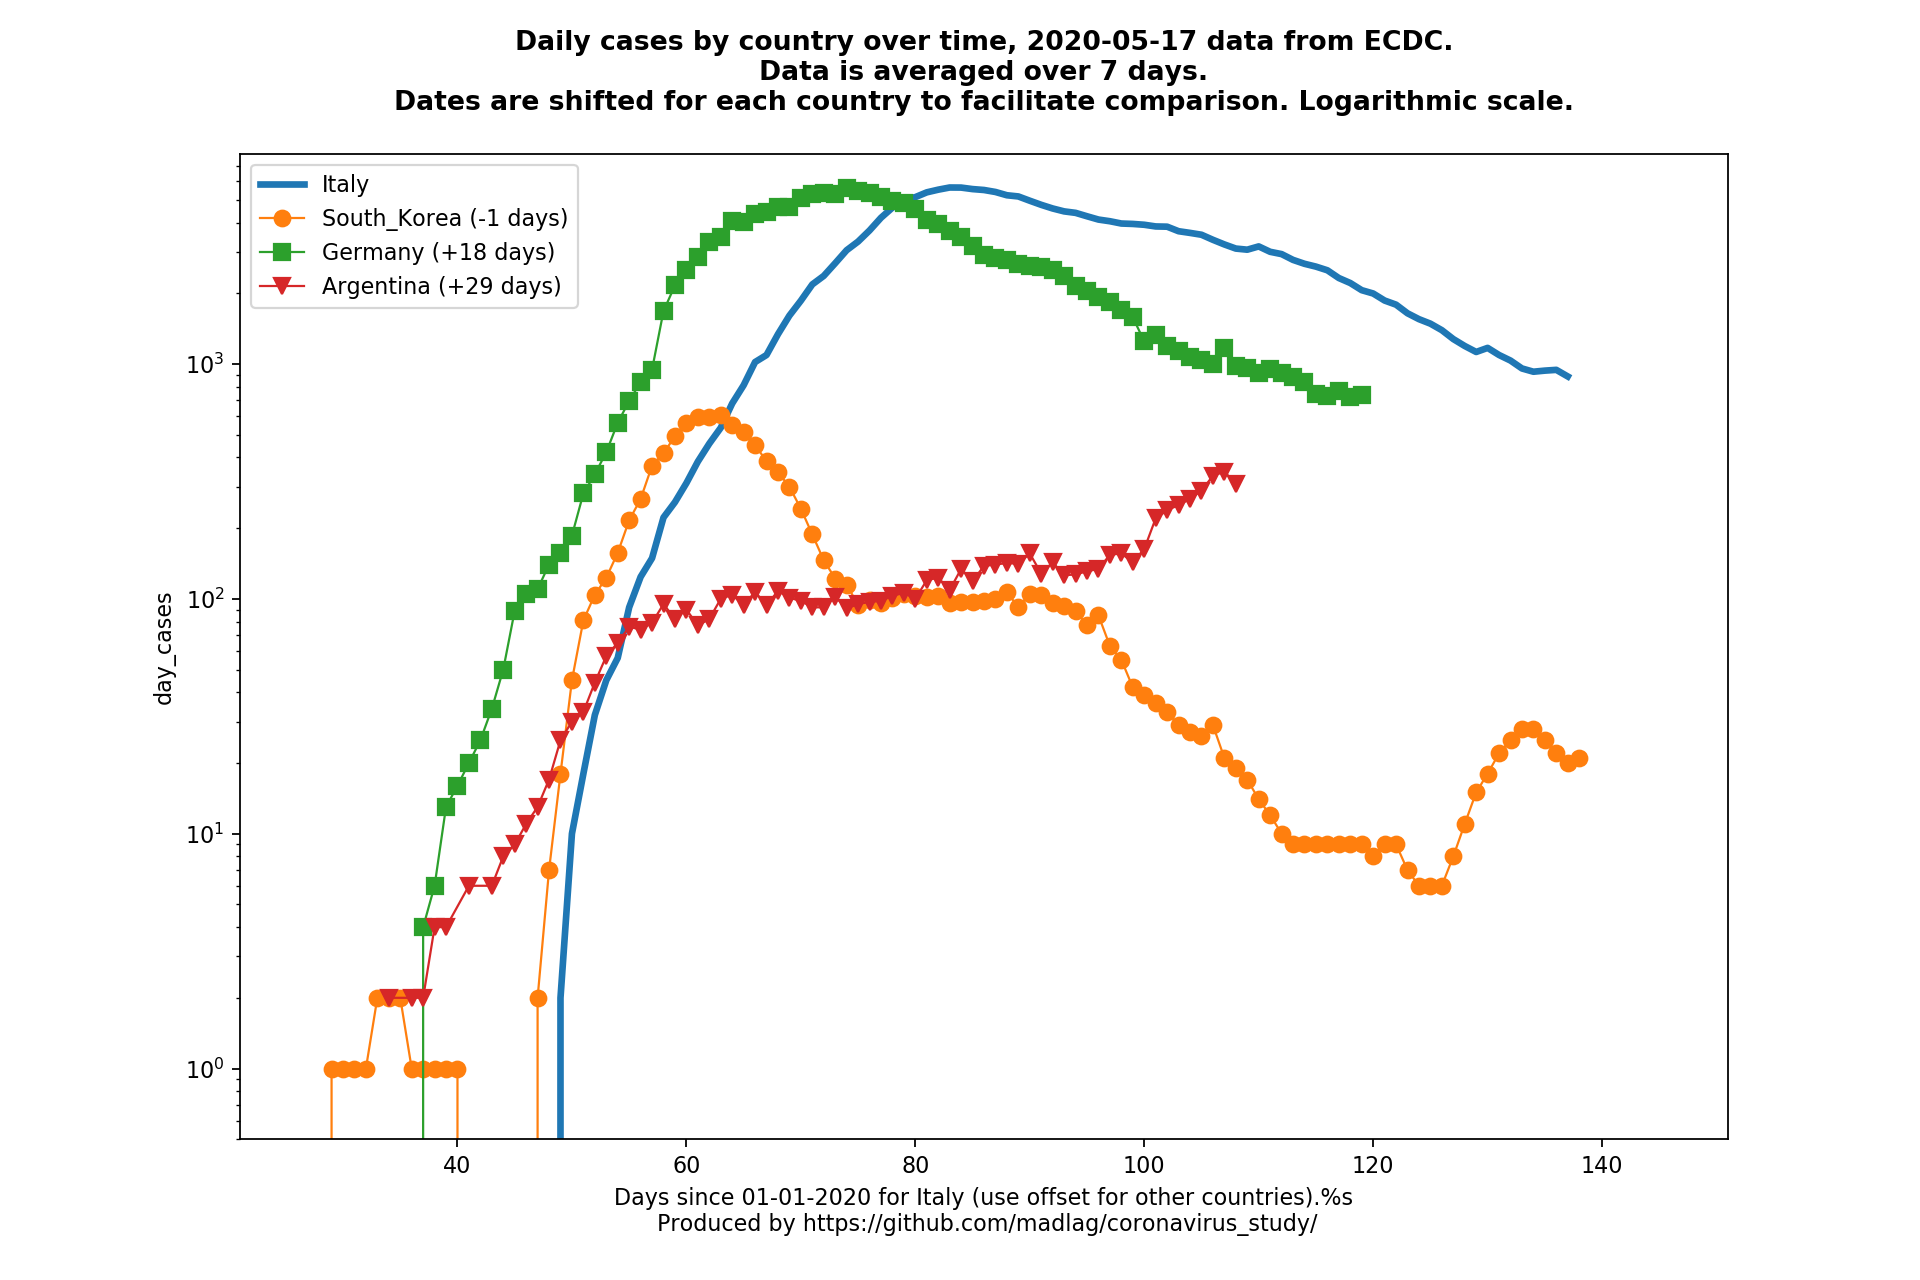 Daily cases by country over time, 2020-05-17 data from ECDC.
Data is averaged over 7 days.
Dates are shifted for each country to facilitate comparison. Logarithmic scale.
Italy
South_Korea (-1 days)
Germany (+18 days)
Argentina (+29 days)
day_cases
10³
10²
10¹
10⁰
40 60 80 100 120 140
Days since 01-01-2020 for Italy (use offset for other countries).%s
Produced by https://github.com/madlag/coronavirus_study/